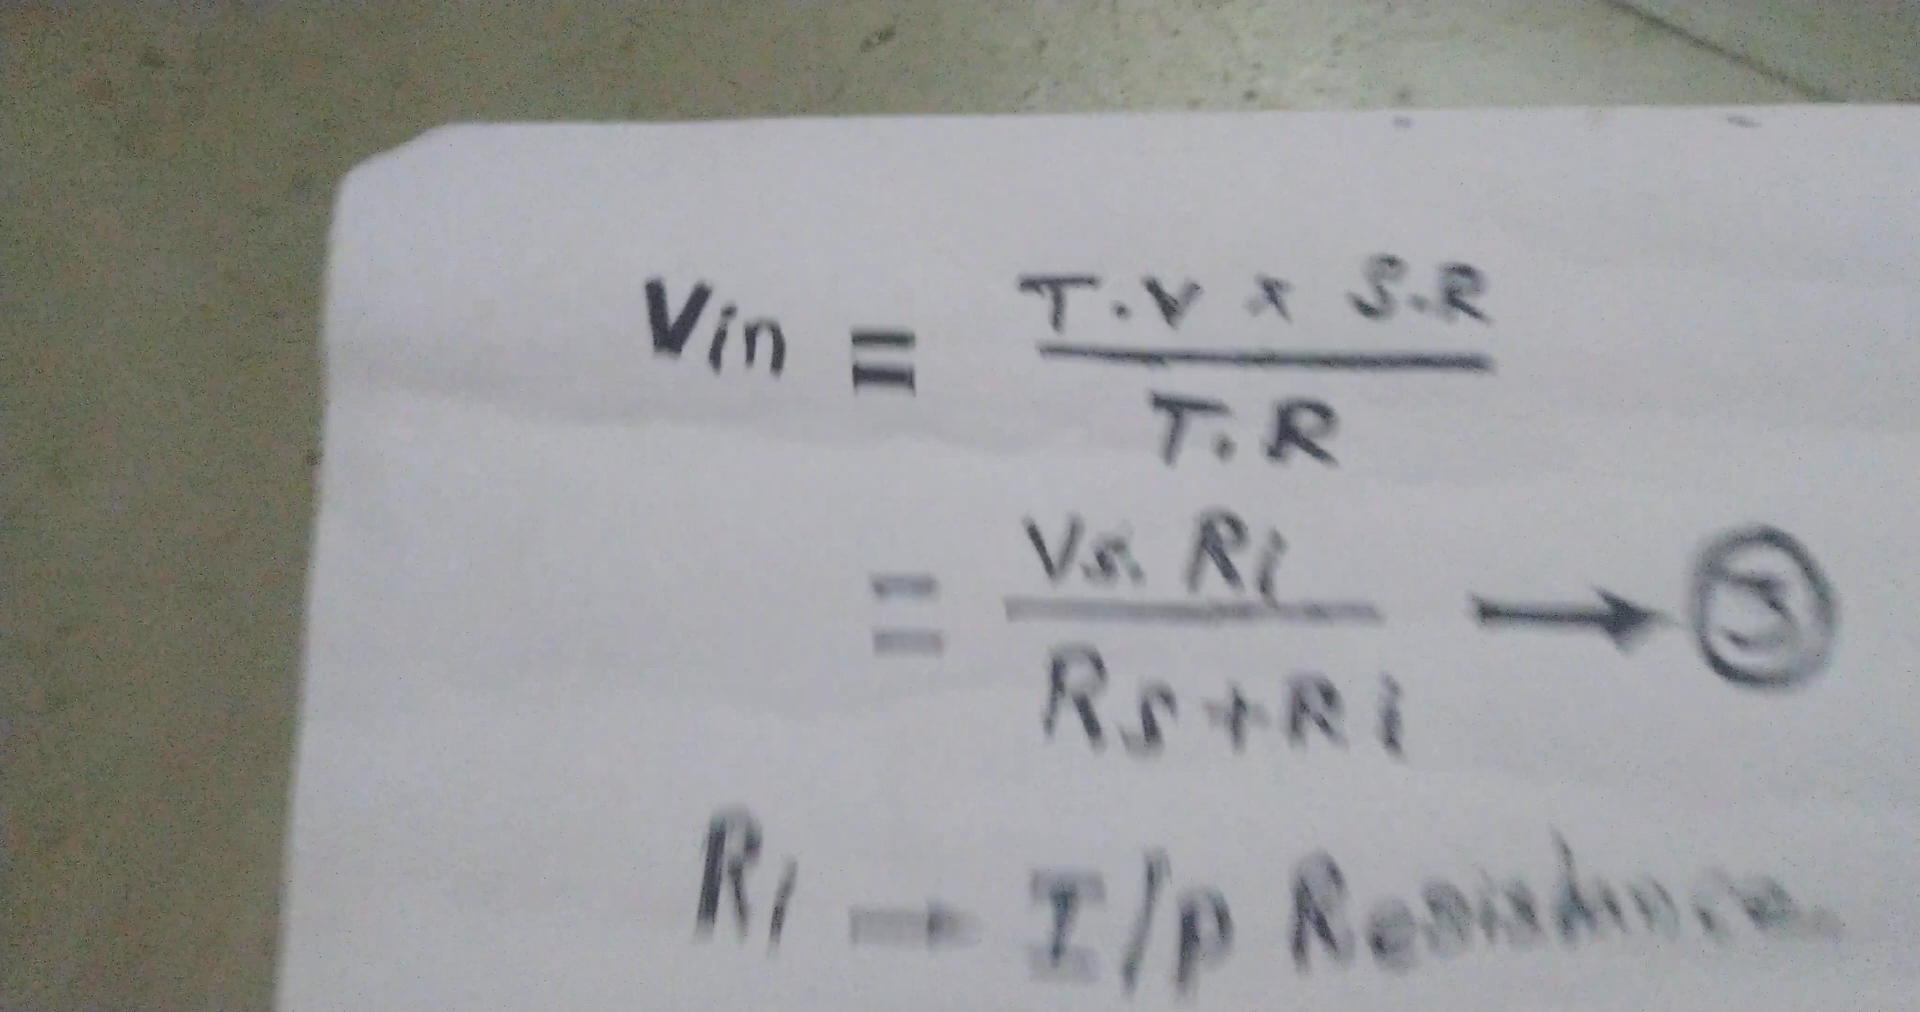 Vin = T.V x S.R / T.R
= Vs. Ri / Rs+Ri → ③
Ri → I/p Resistance